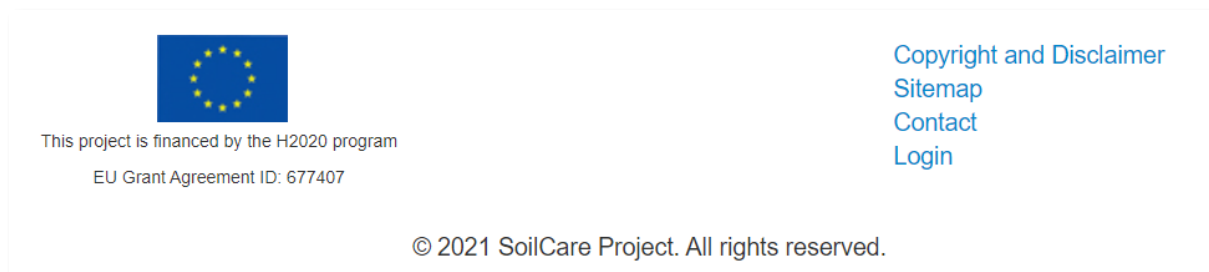 This project is financed by the H2020 program
EU Grant Agreement ID: 677407
Copyright and Disclaimer
Sitemap
Contact
Login
© 2021 SoilCare Project. All rights reserved.